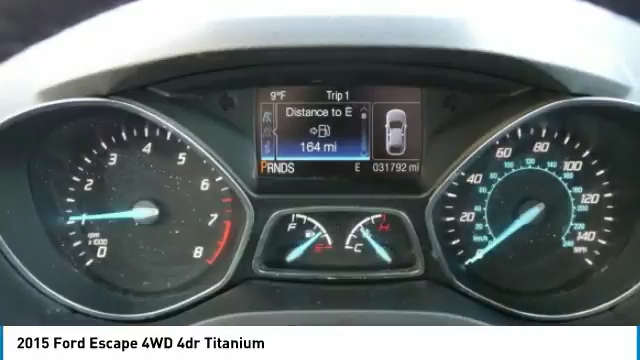 9°F Trip 1
Distance to E
164 mi
PRNDS E 031792 mi
0 1 2 3 4 5 6 7 8
rpm
x1000
F E
C H
20 40 60 80 100 120 140
km/h
mph
2015 Ford Escape 4WD 4dr Titanium